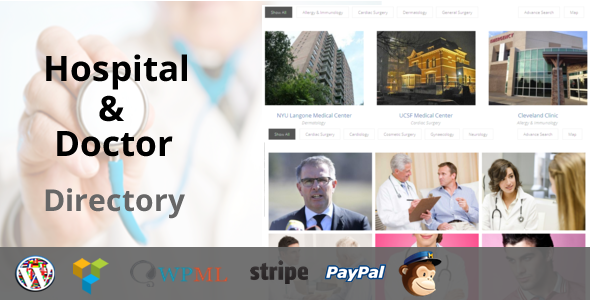 Hospital
&
Doctor
Directory
Show All Allergy & Immunology Cardiac Surgery Dermatology General Surgery Advance Search Map
NYU Langone Medical Center UCSF Medical Center Cleveland Clinic
Dermatology Cardiac Surgery Allergy & Immunology
Show All Cardiac Surgery Cardiology Cosmetic Surgery Gynaecology Neurology Advance Search Map
EMERGENCY
WPML stripe PayPal